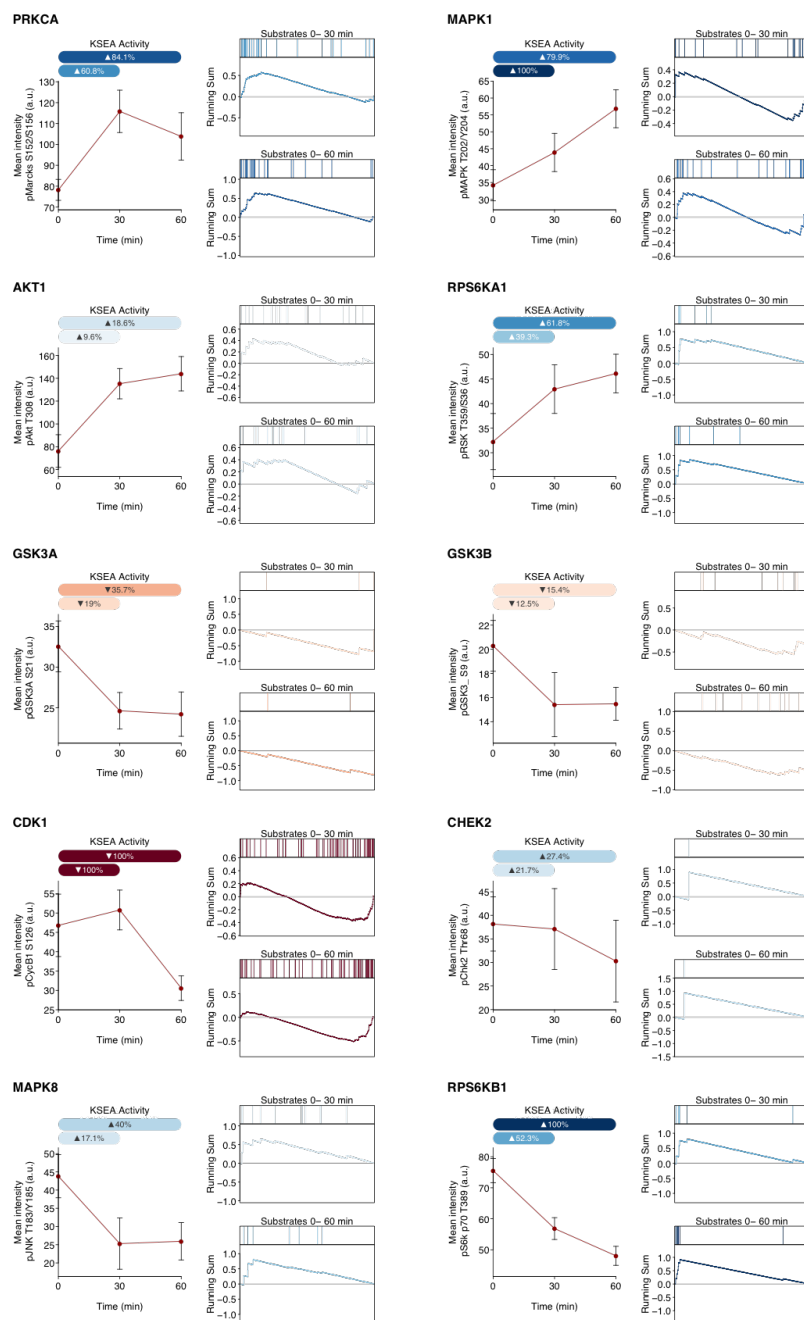 PRKCA
KSEA Activity
▲84.1%
▲60.8%
Mean intensity
pMarcks S152/S156 (a.u.)
130
120
110
100
90
80
70
0 30 60
Time (min)
Substrates 0– 30 min
Running Sum
0.5
0.0
−0.5
Substrates 0– 60 min
Running Sum
1.0
0.5
0.0
−0.5
−1.0
MAPK1
KSEA Activity
▲79.9%
▲100%
Mean intensity
pMAPK T202/Y204 (a.u.)
65
60
55
50
45
40
35
30
0 30 60
Time (min)
Substrates 0– 30 min
Running Sum
0.4
0.2
0.0
−0.2
−0.4
Substrates 0– 60 min
Running Sum
0.6
0.4
0.2
0.0
−0.2
−0.4
−0.6
AKT1
KSEA Activity
▲18.6%
▲9.6%
Mean intensity
pAkt T308 (a.u.)
160
140
120
100
80
60
0 30 60
Time (min)
Substrates 0– 30 min
Running Sum
0.6
0.4
0.2
0.0
−0.2
−0.4
Substrates 0– 60 min
Running Sum
0.6
0.4
0.2
0.0
−0.2
−0.4
−0.6
RPS6KA1
KSEA Activity
▲61.8%
▲39.3%
Mean intensity
pRSK T359/S36 (a.u.)
50
45
40
35
30
0 30 60
Time (min)
Substrates 0– 30 min
Running Sum
1.0
0.5
0.0
−0.5
−1.0
Substrates 0– 60 min
Running Sum
1.0
0.5
0.0
−0.5
−1.0
GSK3A
KSEA Activity
▼35.7%
▼19%
Mean intensity
pGSK3A S21 (a.u.)
35
30
25
0 30 60
Time (min)
Substrates 0– 30 min
Running Sum
1.0
0.5
0.0
−0.5
−1.0
Substrates 0– 60 min
Running Sum
1.0
0.5
0.0
−0.5
−1.0
GSK3B
KSEA Activity
▼15.4%
▼12.5%
Mean intensity
pGSK3_ S9 (a.u.)
22
20
18
16
14
0 30 60
Time (min)
Substrates 0– 30 min
Running Sum
0.5
0.0
−0.5
Substrates 0– 60 min
Running Sum
1.0
0.5
0.0
−0.5
−1.0
CDK1
KSEA Activity
▼100%
▼100%
Mean intensity
pCycB1 S126 (a.u.)
55
50
45
40
35
30
25
0 30 60
Time (min)
Substrates 0– 30 min
Running Sum
0.6
0.4
0.2
0.0
−0.2
−0.4
−0.6
Substrates 0– 60 min
Running Sum
0.5
0.0
−0.5
CHEK2
KSEA Activity
▲27.4%
▲21.7%
Mean intensity
pChk2 Thr68 (a.u.)
45
40
35
30
25
20
0 30 60
Time (min)
Substrates 0– 30 min
Running Sum
1.0
0.5
0.0
−0.5
−1.0
Substrates 0– 60 min
Running Sum
1.5
1.0
0.5
0.0
−0.5
−1.0
−1.5
MAPK8
KSEA Activity
▲40%
▲17.1%
Mean intensity
pJNK T183/Y185 (a.u.)
50
45
40
35
30
25
20
0 30 60
Time (min)
Substrates 0– 30 min
Running Sum
1.0
0.5
0.0
−0.5
−1.0
Substrates 0– 60 min
Running Sum
1.0
0.5
0.0
−0.5
−1.0
RPS6KB1
KSEA Activity
▲100%
▲52.3%
Mean intensity
pS6k p70 T389 (a.u.)
80
70
60
50
0 30 60
Time (min)
Substrates 0– 30 min
Running Sum
1.0
0.5
0.0
−0.5
−1.0
Substrates 0– 60 min
Running Sum
1.0
0.5
0.0
−0.5
−1.0